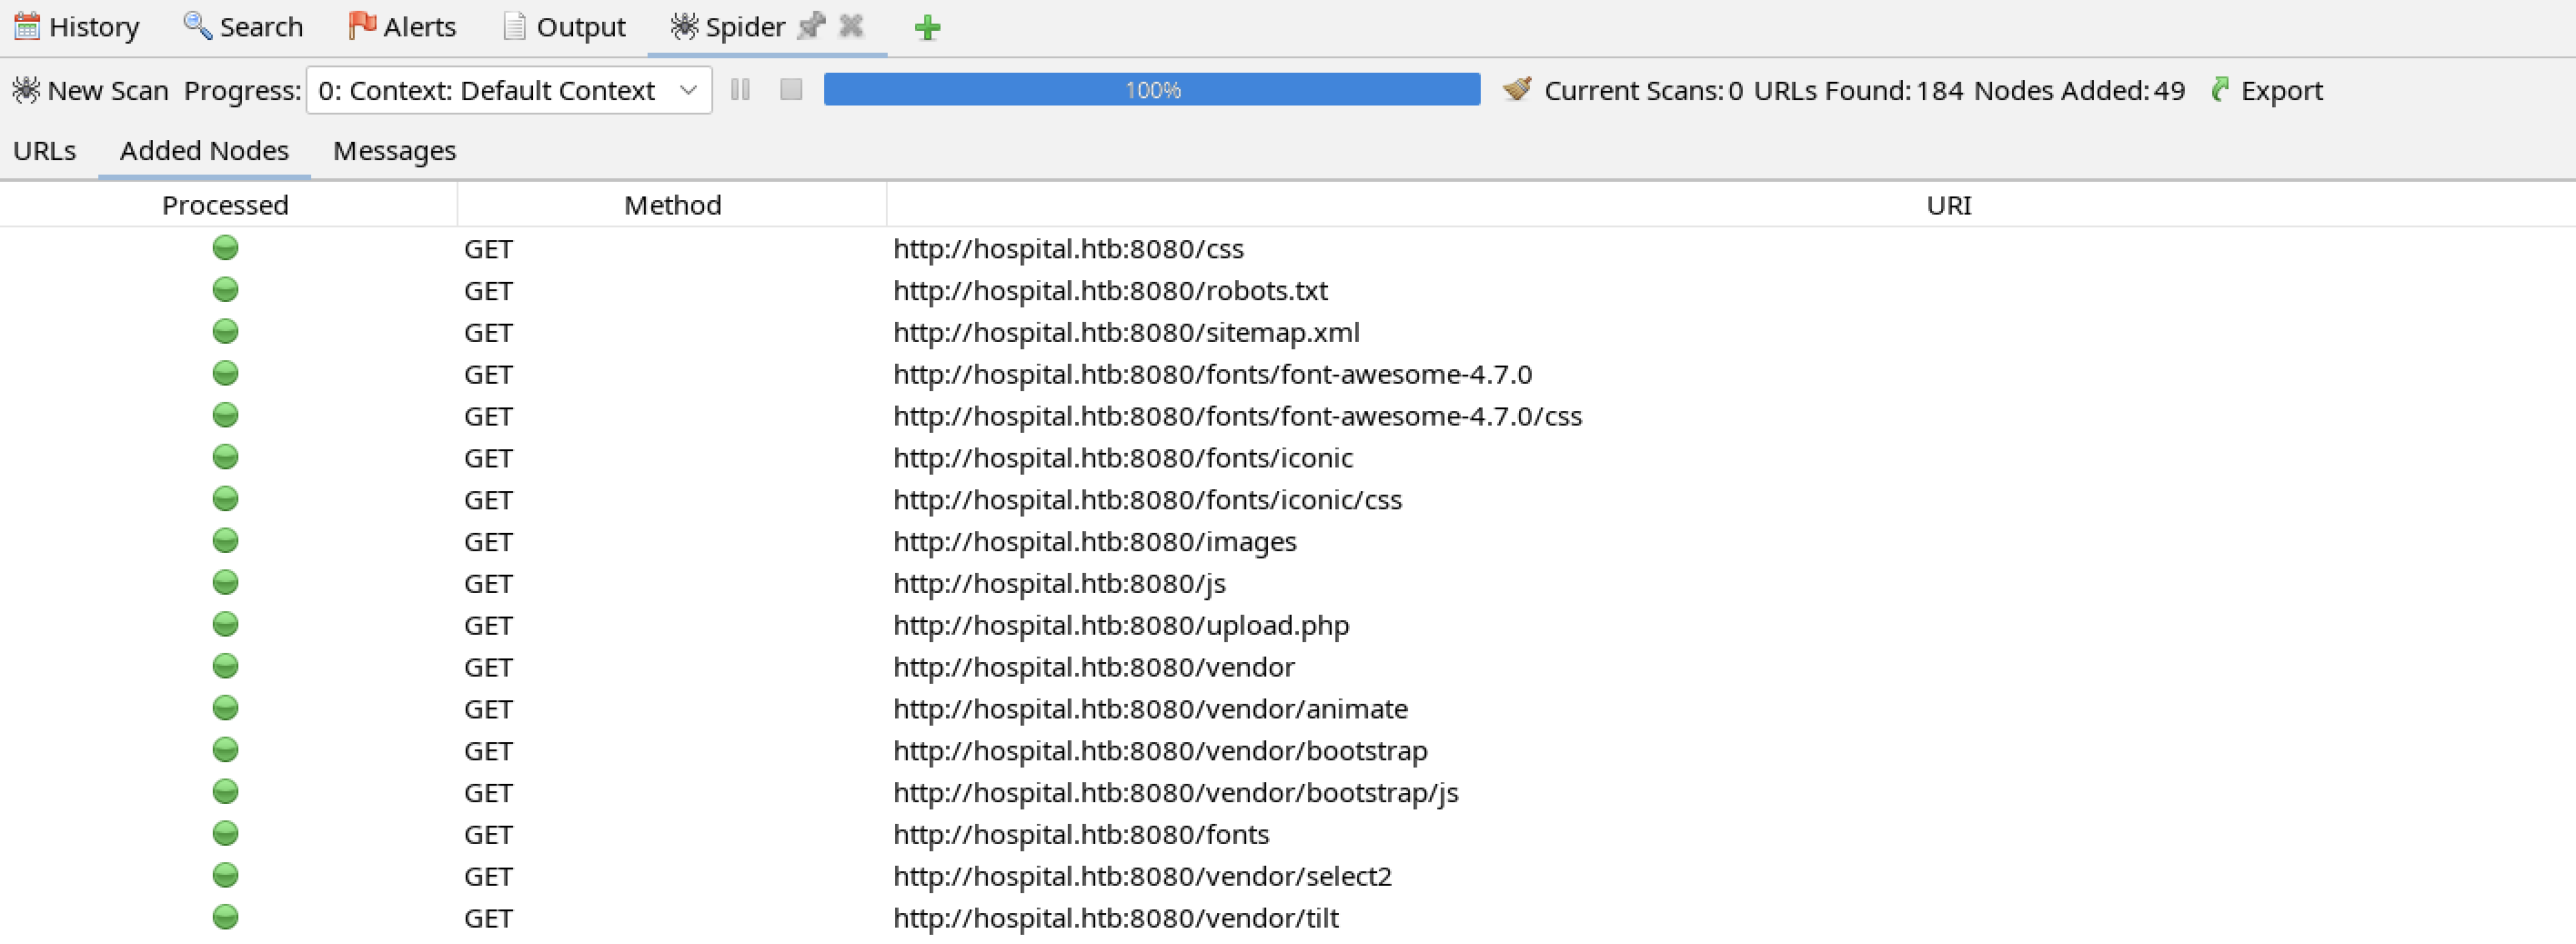 History Search Alerts Output Spider
New Scan Progress: 0: Context: Default Context 100% Current Scans: 0 URLs Found: 184 Nodes Added: 49 Export
URLs Added Nodes Messages
Processed Method URI
GET http://hospital.htb:8080/css
GET http://hospital.htb:8080/robots.txt
GET http://hospital.htb:8080/sitemap.xml
GET http://hospital.htb:8080/fonts/font-awesome-4.7.0
GET http://hospital.htb:8080/fonts/font-awesome-4.7.0/css
GET http://hospital.htb:8080/fonts/iconic
GET http://hospital.htb:8080/fonts/iconic/css
GET http://hospital.htb:8080/images
GET http://hospital.htb:8080/js
GET http://hospital.htb:8080/upload.php
GET http://hospital.htb:8080/vendor
GET http://hospital.htb:8080/vendor/animate
GET http://hospital.htb:8080/vendor/bootstrap
GET http://hospital.htb:8080/vendor/bootstrap/js
GET http://hospital.htb:8080/fonts
GET http://hospital.htb:8080/vendor/select2
GET http://hospital.htb:8080/vendor/tilt